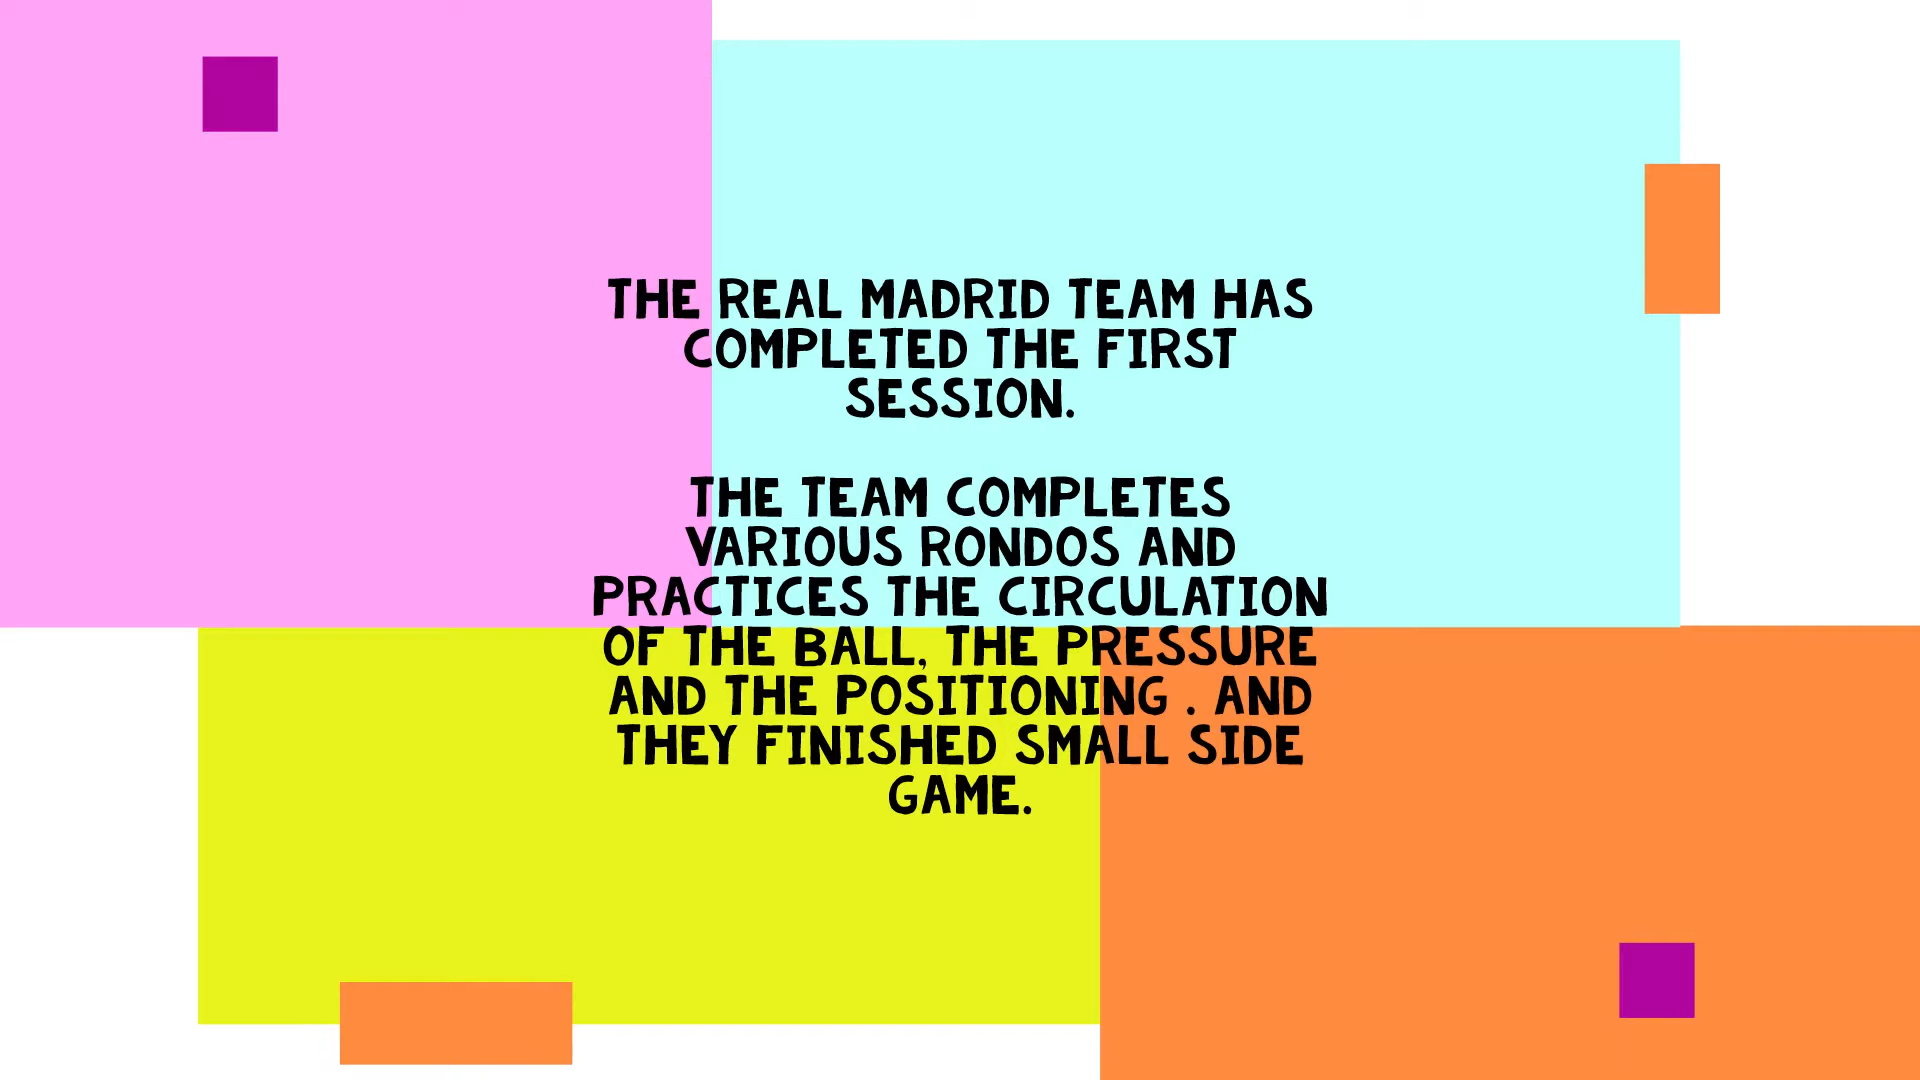 THE REAL MADRID TEAM HAS
COMPLETED THE FIRST
SESSION.
THE TEAM COMPLETES
VARIOUS RONDOS AND
PRACTICES THE CIRCULATION
OF THE BALL, THE PRESSURE
AND THE POSITIONING . AND
THEY FINISHED SMALL SIDE
GAME.